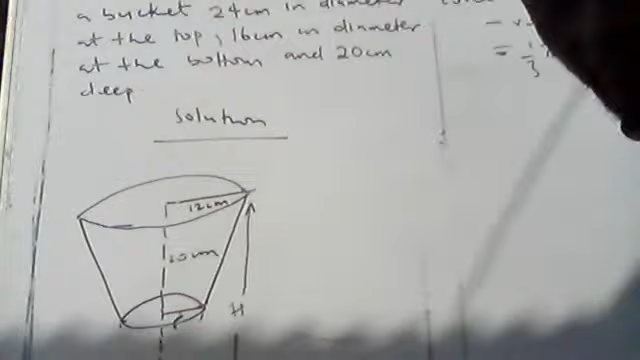 a bucket 24cm in diameter
at the top, 16cm in diameter
at the bottom and 20cm
deep.
Solution
12cm
20cm
H
r